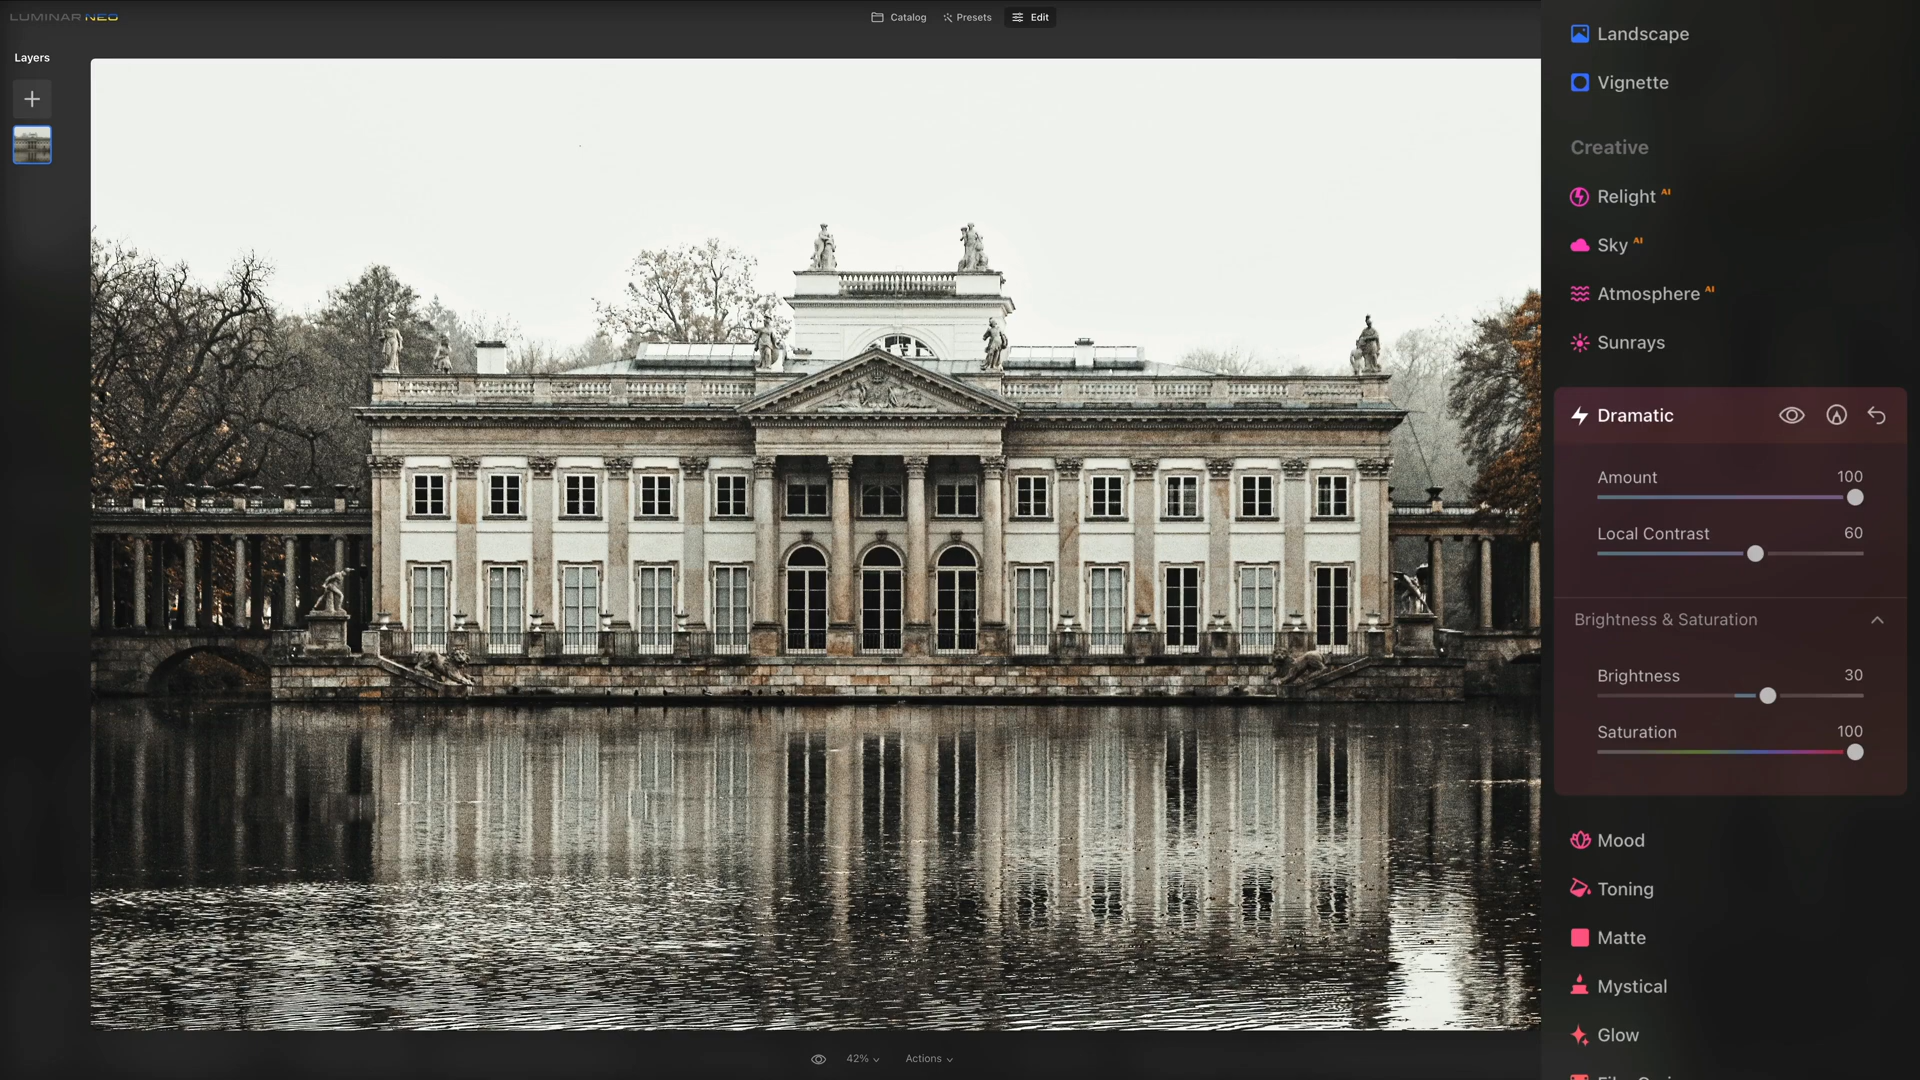 LUMINAR NEO
Catalog
Presets
Edit
Layers
Landscape
Vignette
Creative
Relight AI
Sky AI
Atmosphere AI
Sunrays
Dramatic
Amount 100
Local Contrast 60
Brightness & Saturation
Brightness 30
Saturation 100
Mood
Toning
Matte
Mystical
Glow
42%
Actions